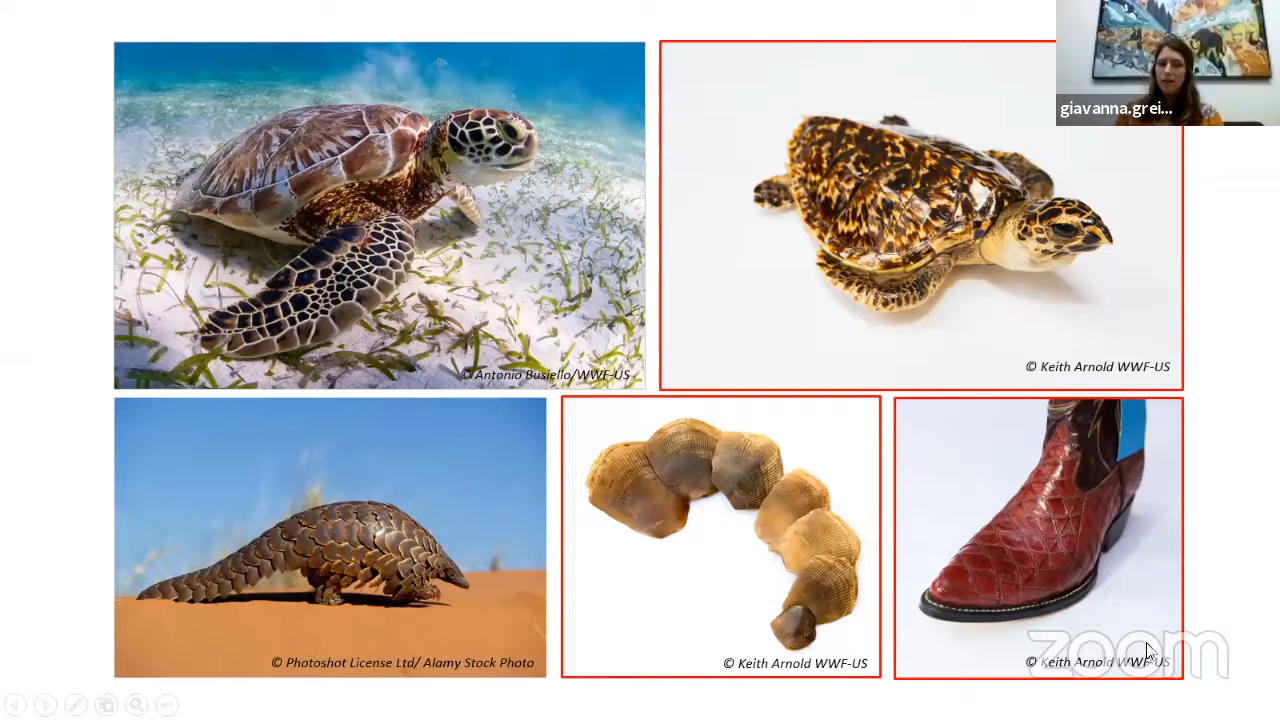 giavanna.grei...
© Antonio Busiello/WWF-US
© Keith Arnold WWF-US
© Photoshot License Ltd/ Alamy Stock Photo
© Keith Arnold WWF-US
© Keith Arnold WWF-US
zoom